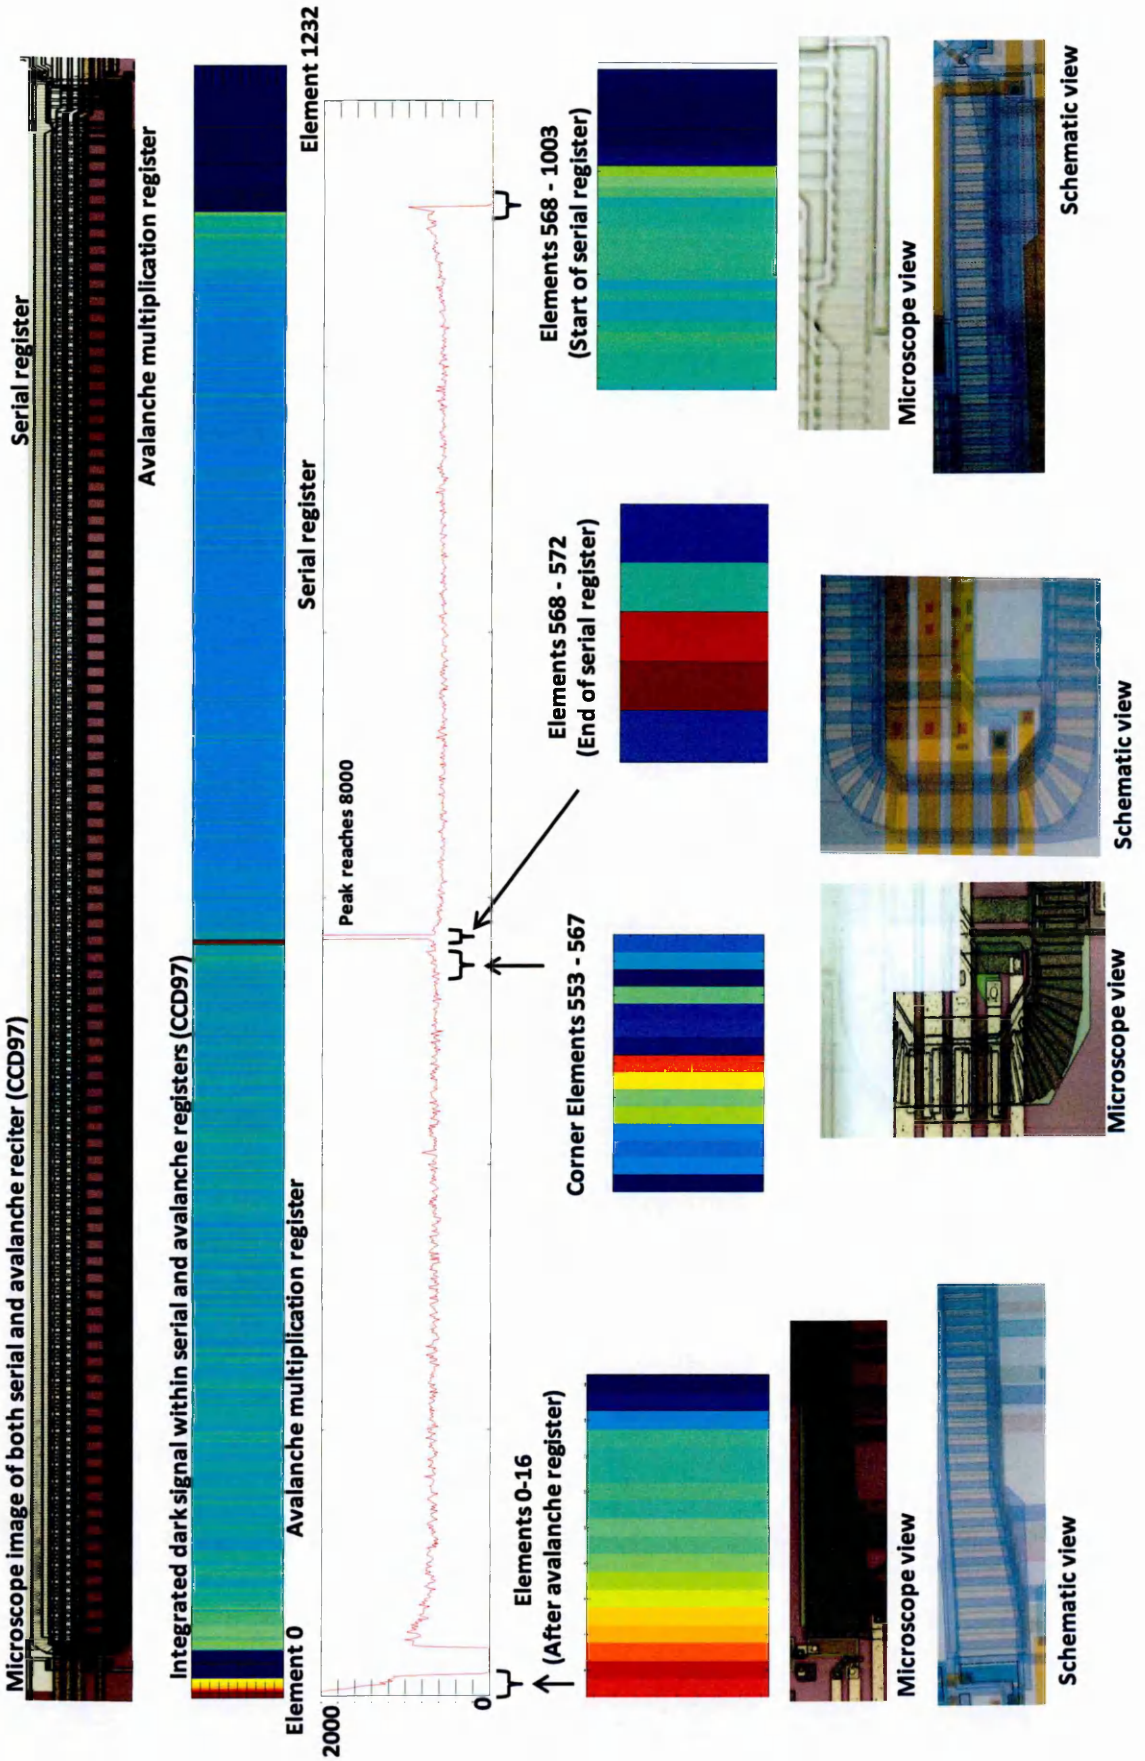 Microscope image of both serial and avalanche reciter (CCD97)
Serial register
Avalanche multiplication register
Integrated dark signal within serial and avalanche registers (CCD97)
Element 0
Avalanche multiplication register
Serial register
Element 1232
2000
0
Peak reaches 8000
Elements 0-16
(After avalanche register)
Corner Elements 553 - 567
Elements 568 - 572
(End of serial register)
Elements 568 - 1003
(Start of serial register)
Microscope view
Schematic view
Microscope view
Schematic view
Microscope view
Schematic view